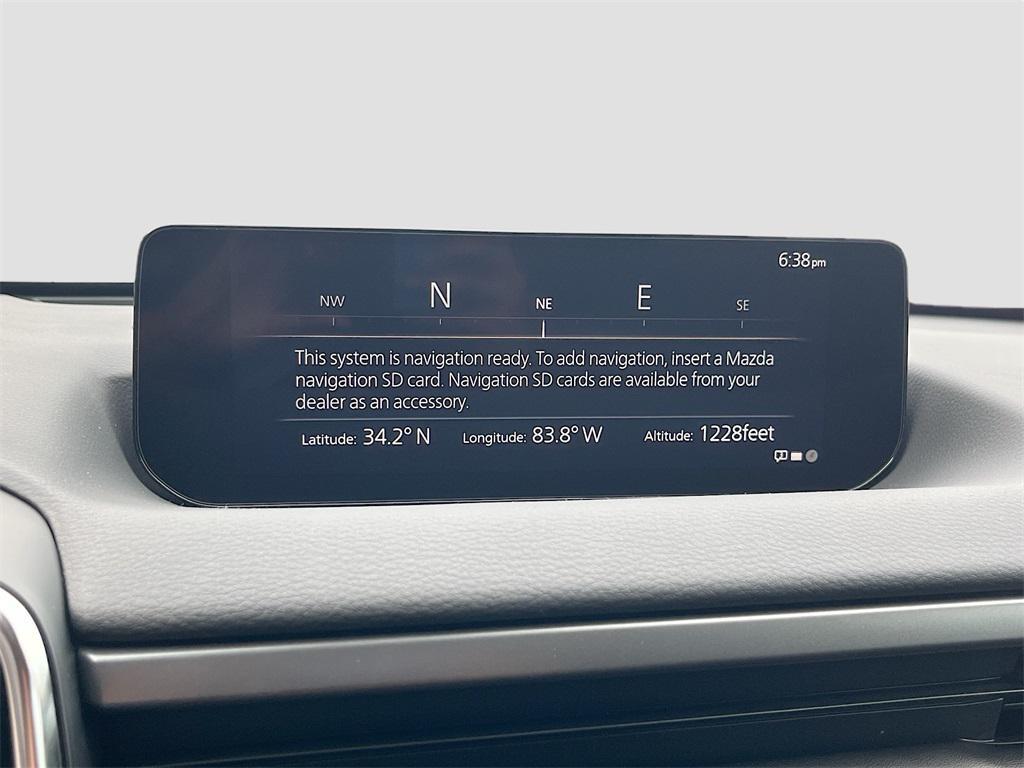 6:38pm
NW N NE E SE
This system is navigation ready. To add navigation, insert a Mazda
navigation SD card. Navigation SD cards are available from your
dealer as an accessory.
Latitude: 34.2° N Longitude: 83.8° W Altitude: 1228feet